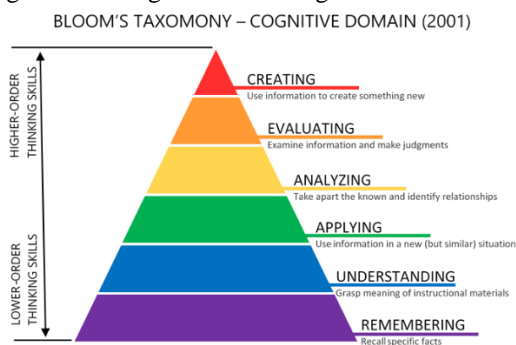 BLOOM'S TAXOMONY – COGNITIVE DOMAIN (2001)
HIGHER-ORDER
THINKING SKILLS
LOWER-ORDER
THINKING SKILLS
CREATING
Use information to create something new
EVALUATING
Examine information and make judgments
ANALYZING
Take apart the known and identify relationships
APPLYING
Use information in a new (but similar) situation
UNDERSTANDING
Grasp meaning of instructional materials
REMEMBERING
Recall specific facts